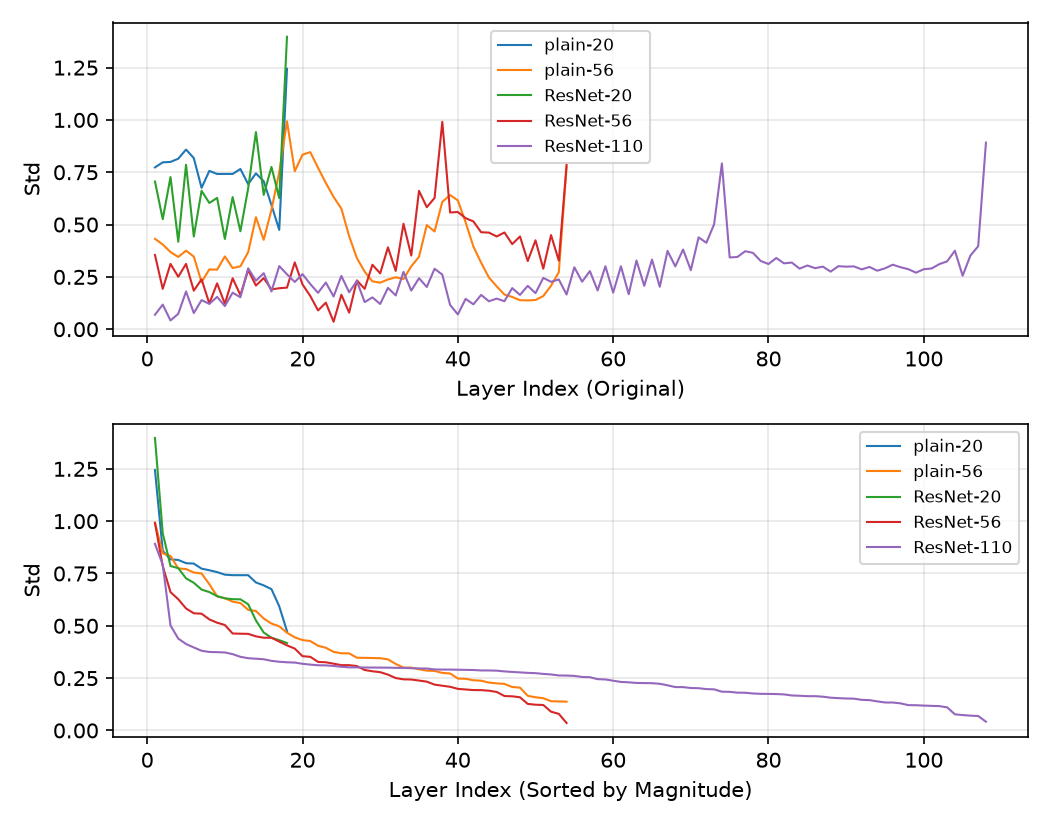 1.25
1.00
0.75
0.50
0.25
0.00
Std
0 20 40 60 80 100
Layer Index (Original)
plain-20
plain-56
ResNet-20
ResNet-56
ResNet-110
1.25
1.00
0.75
0.50
0.25
0.00
Std
0 20 40 60 80 100
Layer Index (Sorted by Magnitude)
plain-20
plain-56
ResNet-20
ResNet-56
ResNet-110